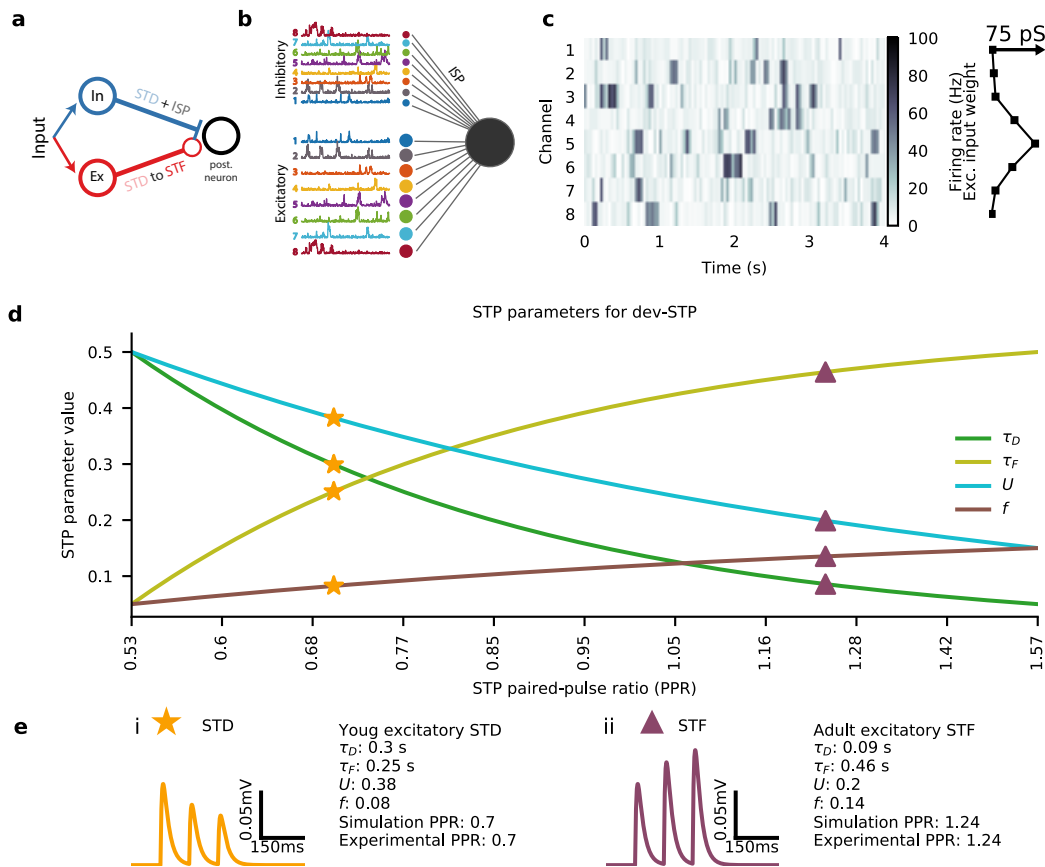 a
Input
In
Ex
STD + ISP
STD to STF
post.
neuron
b
Inhibitory
8
7
6
5
4
3
2
1
Excitatory
1
2
3
4
5
6
7
8
ISP
c
Channel
1
2
3
4
5
6
7
8
0 1 2 3 4
Time (s)
100
80
60
40
20
0
Firing rate (Hz)
Exc. input weight
75 pS
d
STP parameters for dev-STP
STP parameter value
0.5
0.4
0.3
0.2
0.1
0.53 0.6 0.68 0.77 0.85 0.95 1.05 1.16 1.28 1.42 1.57
STP paired-pulse ratio (PPR)
τ_D
τ_F
U
f
e
i STD
0.05mV
150ms
Youg excitatory STD
τ_D: 0.3 s
τ_F: 0.25 s
U: 0.38
f: 0.08
Simulation PPR: 0.7
Experimental PPR: 0.7
ii STF
0.05mV
150ms
Adult excitatory STF
τ_D: 0.09 s
τ_F: 0.46 s
U: 0.2
f: 0.14
Simulation PPR: 1.24
Experimental PPR: 1.24